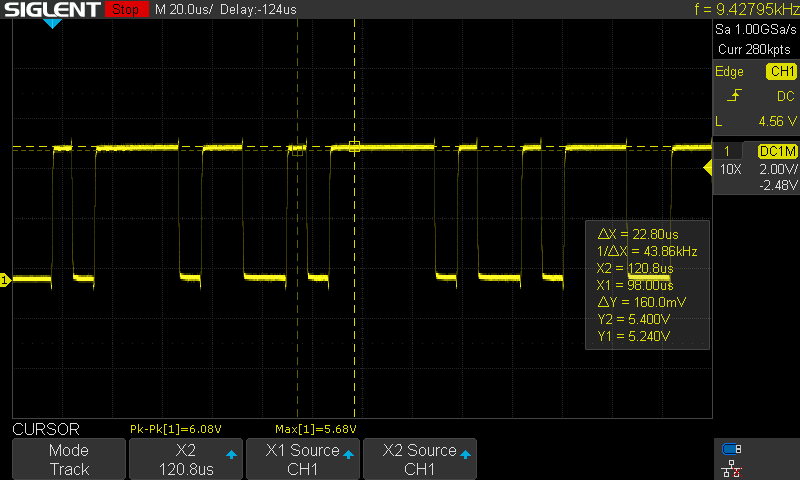 SIGLENT Stop M 20.0us/ Delay:-124us f = 9.42795kHz
Sa 1.00GSa/s
Curr 280kpts
Edge CH1
DC
L 4.56 V
1 DC1M
10X 2.00V/
-2.48V
1
ΔX = 22.80us
1/ΔX = 43.86kHz
X2 = 120.8us
X1 = 98.00us
ΔY = 160.0mV
Y2 = 5.400V
Y1 = 5.240V
CURSOR Pk-Pk[1]=6.08V Max[1]=5.68V
Mode
Track
X2
120.8us
X1 Source
CH1
X2 Source
CH1